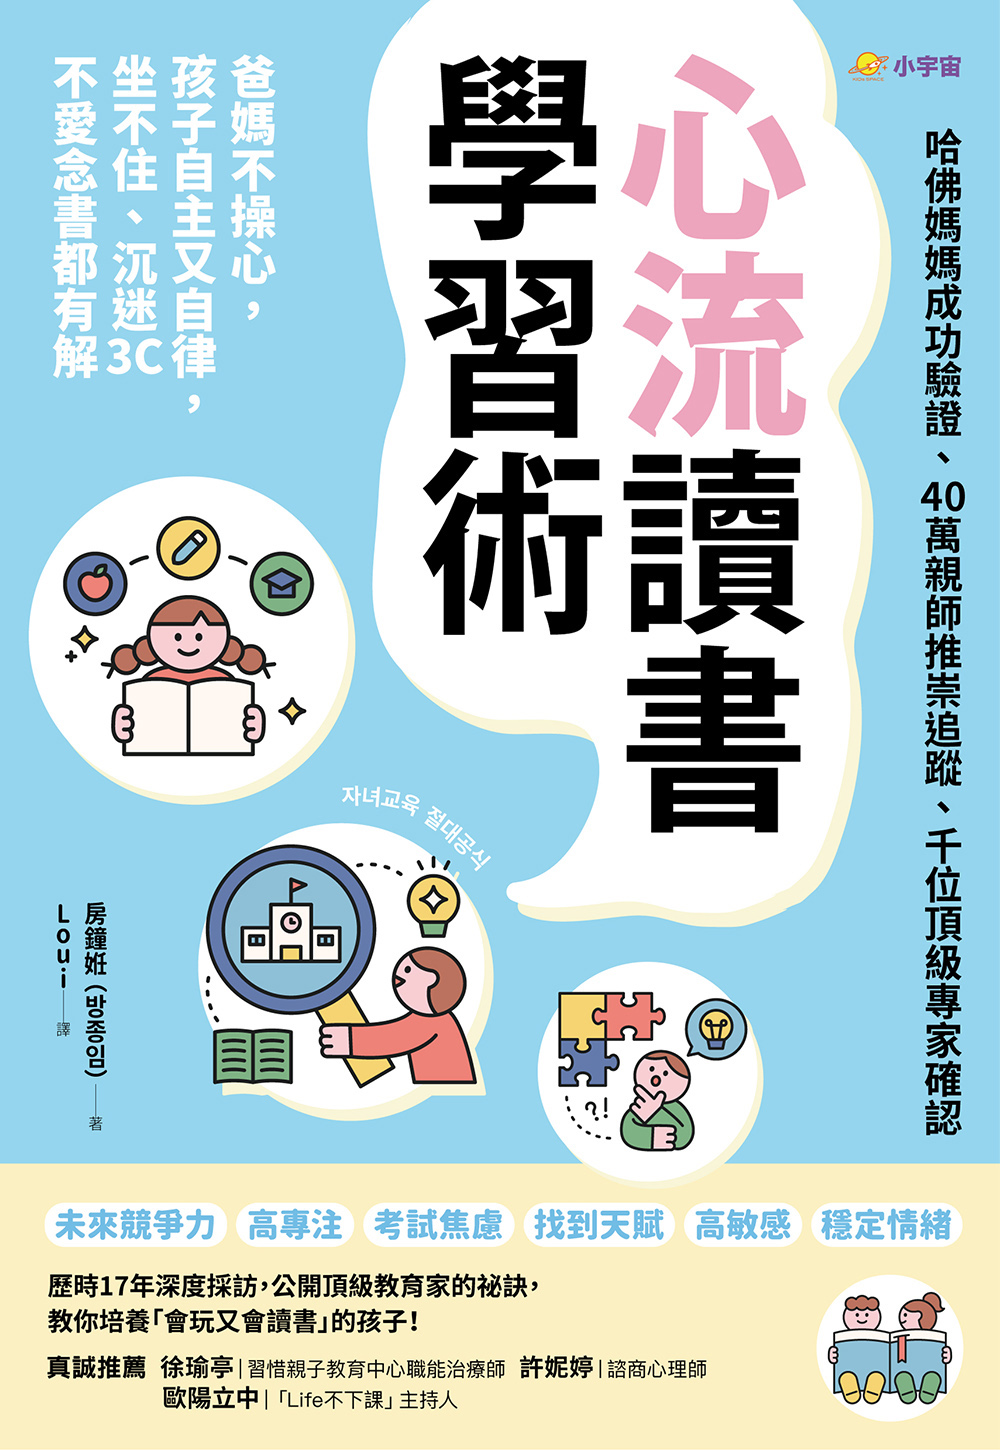 小宇宙
KIDs SPACE
哈佛媽媽成功驗證、40萬親師推崇追蹤、千位頂級專家確認
心流讀書
學習術
爸媽不操心，
孩子自主又自律，
坐不住、沉迷3C
不愛念書都有解
자녀교육 절대공식
房鐘姙（방종임）——著
Loui——譯
?!
未來競爭力 高專注 考試焦慮 找到天賦 高敏感 穩定情緒
歷時17年深度採訪，公開頂級教育家的祕訣，
教你培養「會玩又會讀書」的孩子！
真誠推薦 徐瑜亭|習惜親子教育中心職能治療師 許妮婷|諮商心理師
歐陽立中|「Life不下課」主持人